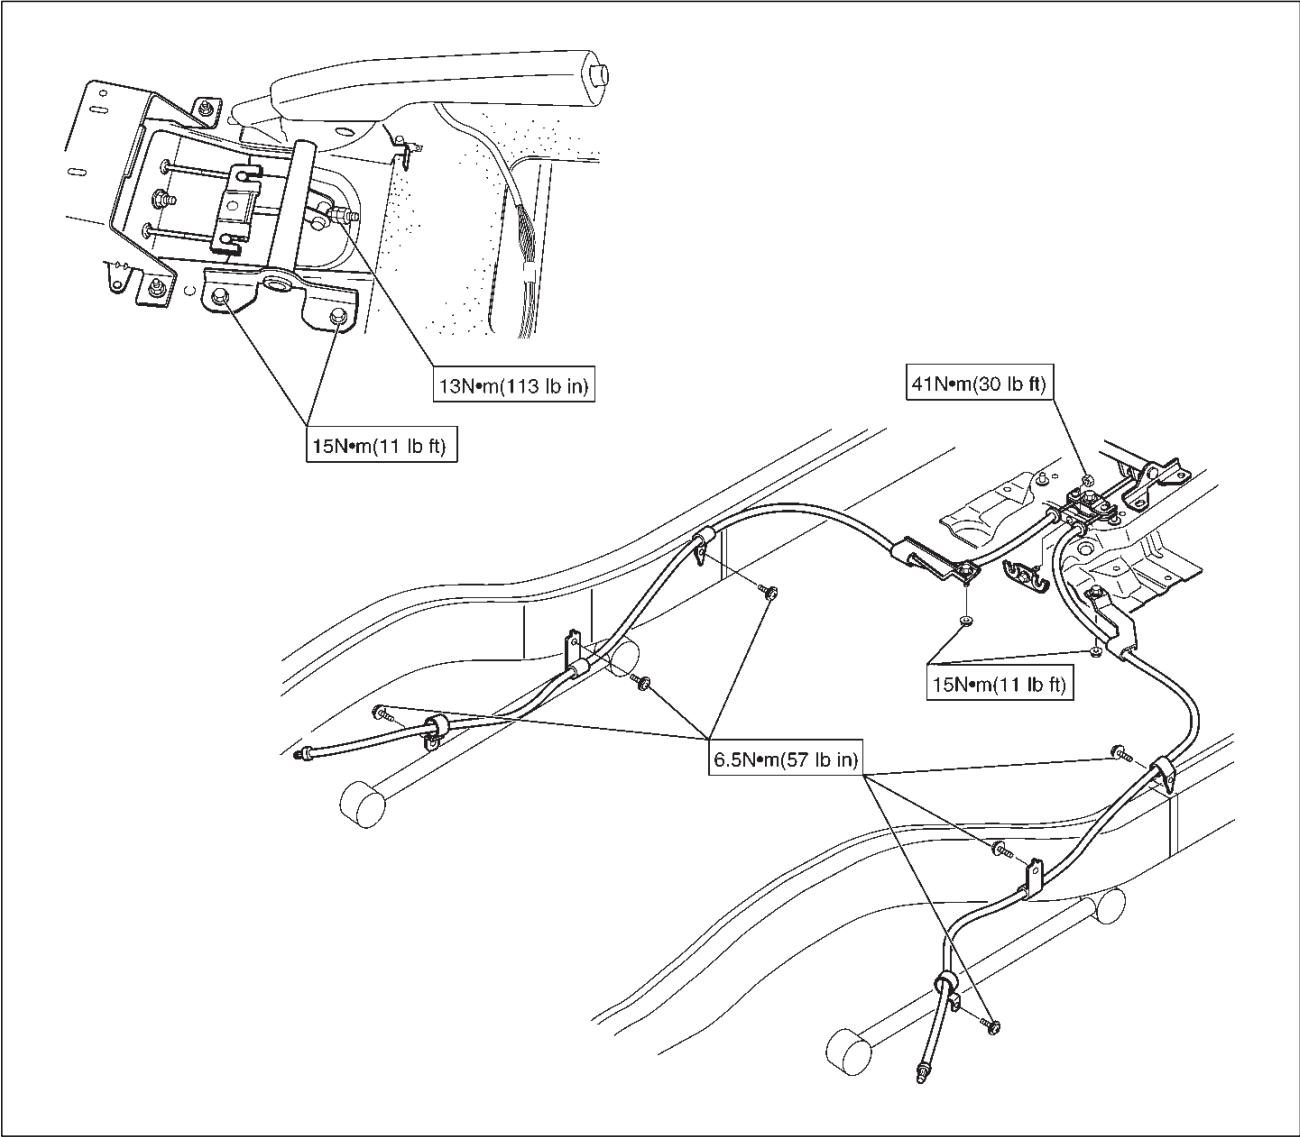 13N•m(113 lb in)
41N•m(30 lb ft)
15N•m(11 lb ft)
15N•m(11 lb ft)
6.5N•m(57 lb in)